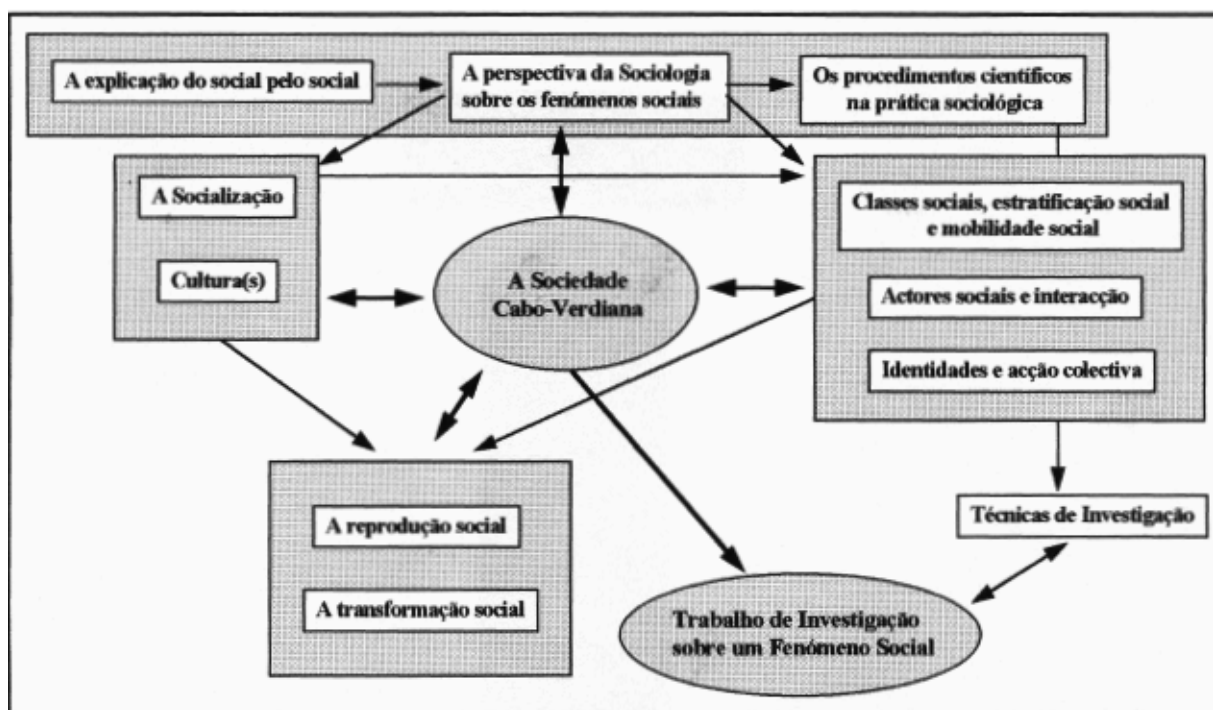 A explicação do social pelo social
A perspectiva da Sociologia
sobre os fenómenos sociais
Os procedimentos científicos
na prática sociológica
A Socialização
Cultura(s)
A Sociedade
Cabo-Verdiana
Classes sociais, estratificação social
e mobilidade social
Actores sociais e interacção
Identidades e acção colectiva
A reprodução social
A transformação social
Técnicas de Investigação
Trabalho de Investigação
sobre um Fenómeno Social